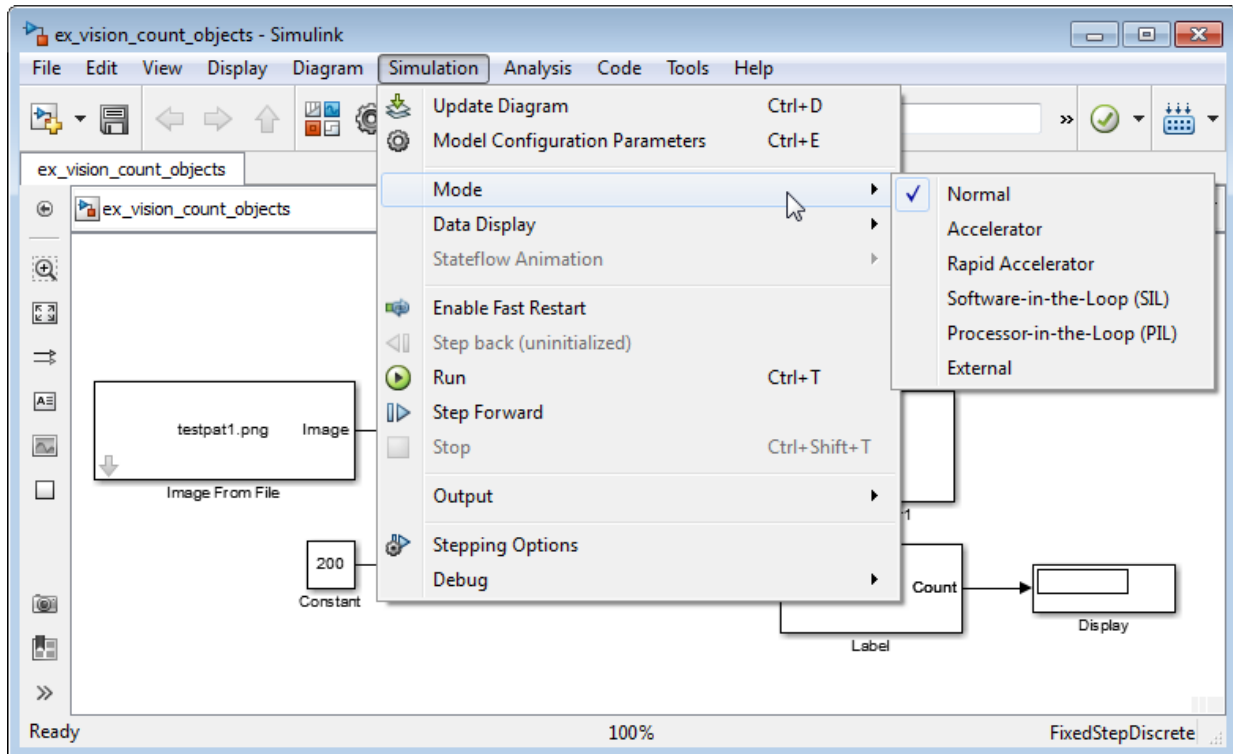 ex_vision_count_objects - Simulink
File Edit View Display Diagram Simulation Analysis Code Tools Help
ex_vision_count_objects
ex_vision_count_objects
Update Diagram Ctrl+D
Model Configuration Parameters Ctrl+E
Mode
Data Display
Stateflow Animation
Enable Fast Restart
Step back (uninitialized)
Run Ctrl+T
Step Forward
Stop Ctrl+Shift+T
Output
Stepping Options
Debug
Normal
Accelerator
Rapid Accelerator
Software-in-the-Loop (SIL)
Processor-in-the-Loop (PIL)
External
testpat1.png Image
Image From File
200
Constant
Count
Label
Display
Ready 100% FixedStepDiscrete